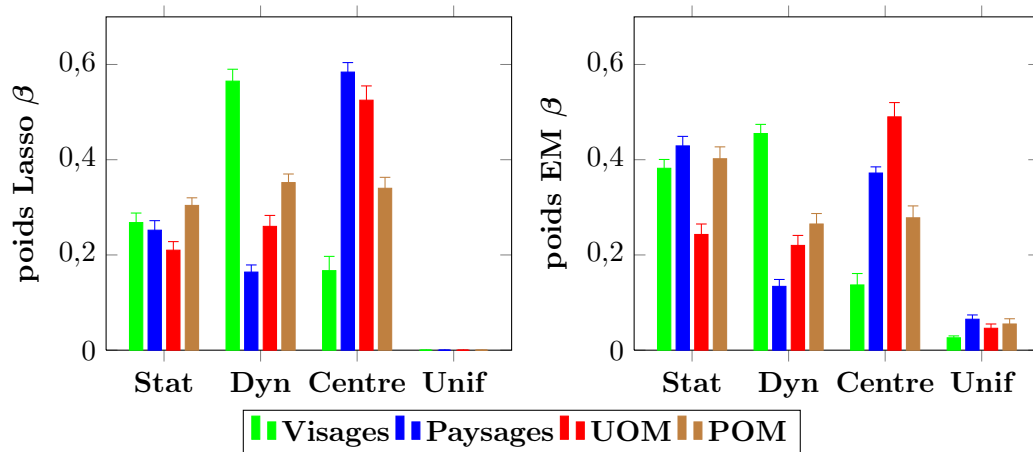 poids Lasso β
0,6
0,4
0,2
0
Stat Dyn Centre Unif
poids EM β
0,6
0,4
0,2
0
Stat Dyn Centre Unif
Visages Paysages UOM POM